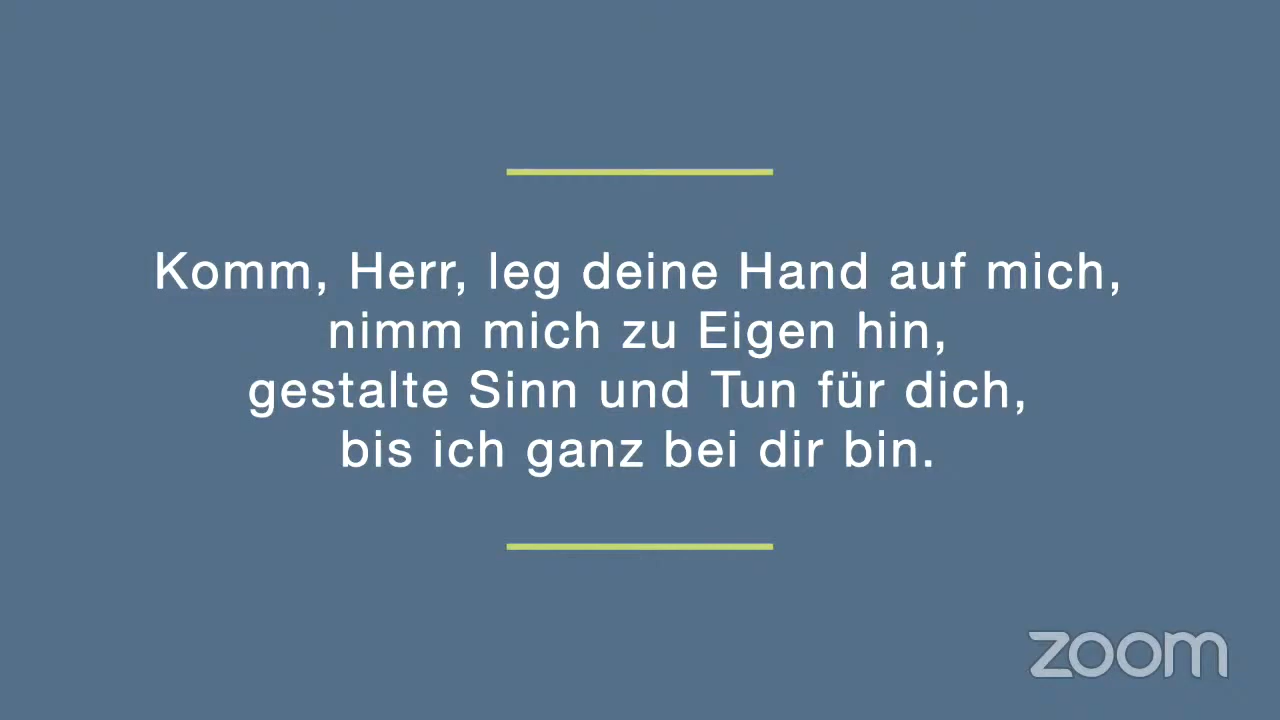 Komm, Herr, leg deine Hand auf mich,
nimm mich zu Eigen hin,
gestalte Sinn und Tun für dich,
bis ich ganz bei dir bin.
zoom